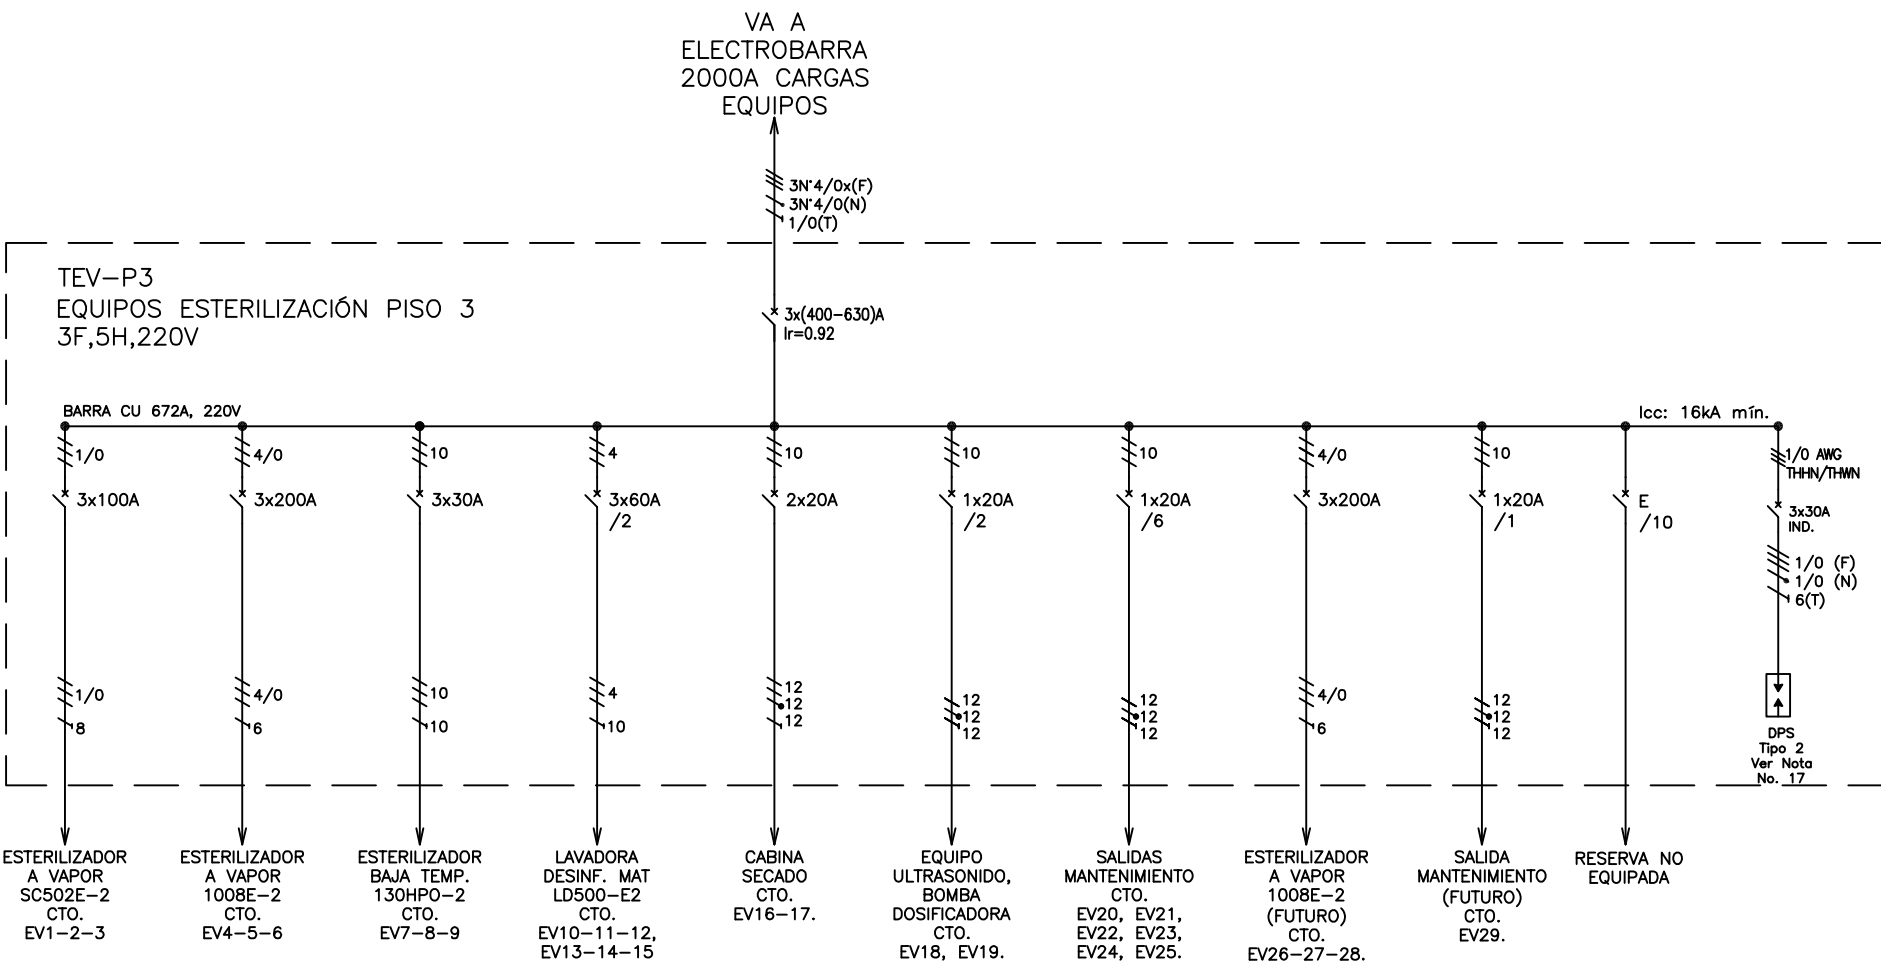 VA A
ELECTROBARRA
2000A CARGAS
EQUIPOS
3N°4/0x(F)
3N°4/0(N)
1/0(T)
TEV-P3
EQUIPOS ESTERILIZACIÓN PISO 3
3F,5H,220V
3x(400-630)A
Ir=0.92
BARRA CU 672A, 220V
Icc: 16kA mín.
1/0
3x100A
1/0
8
ESTERILIZADOR
A VAPOR
SC502E-2
CTO.
EV1-2-3
4/0
3x200A
4/0
6
ESTERILIZADOR
A VAPOR
1008E-2
CTO.
EV4-5-6
10
3x30A
10
10
ESTERILIZADOR
BAJA TEMP.
130HPO-2
CTO.
EV7-8-9
4
3x60A
/2
4
10
LAVADORA
DESINF. MAT
LD500-E2
CTO.
EV10-11-12,
EV13-14-15
10
2x20A
12
12
12
CABINA
SECADO
CTO.
EV16-17.
10
1x20A
/2
12
12
12
EQUIPO
ULTRASONIDO,
BOMBA
DOSIFICADORA
CTO.
EV18, EV19.
10
1x20A
/6
12
12
12
SALIDAS
MANTENIMIENTO
CTO.
EV20, EV21,
EV22, EV23,
EV24, EV25.
4/0
3x200A
4/0
6
ESTERILIZADOR
A VAPOR
1008E-2
(FUTURO)
CTO.
EV26-27-28.
10
1x20A
/1
12
12
12
SALIDA
MANTENIMIENTO
(FUTURO)
CTO.
EV29.
E
/10
RESERVA NO
EQUIPADA
1/0 AWG
THHN/THWN
3x30A
IND.
1/0 (F)
1/0 (N)
6(T)
DPS
Tipo 2
Ver Nota
No. 17